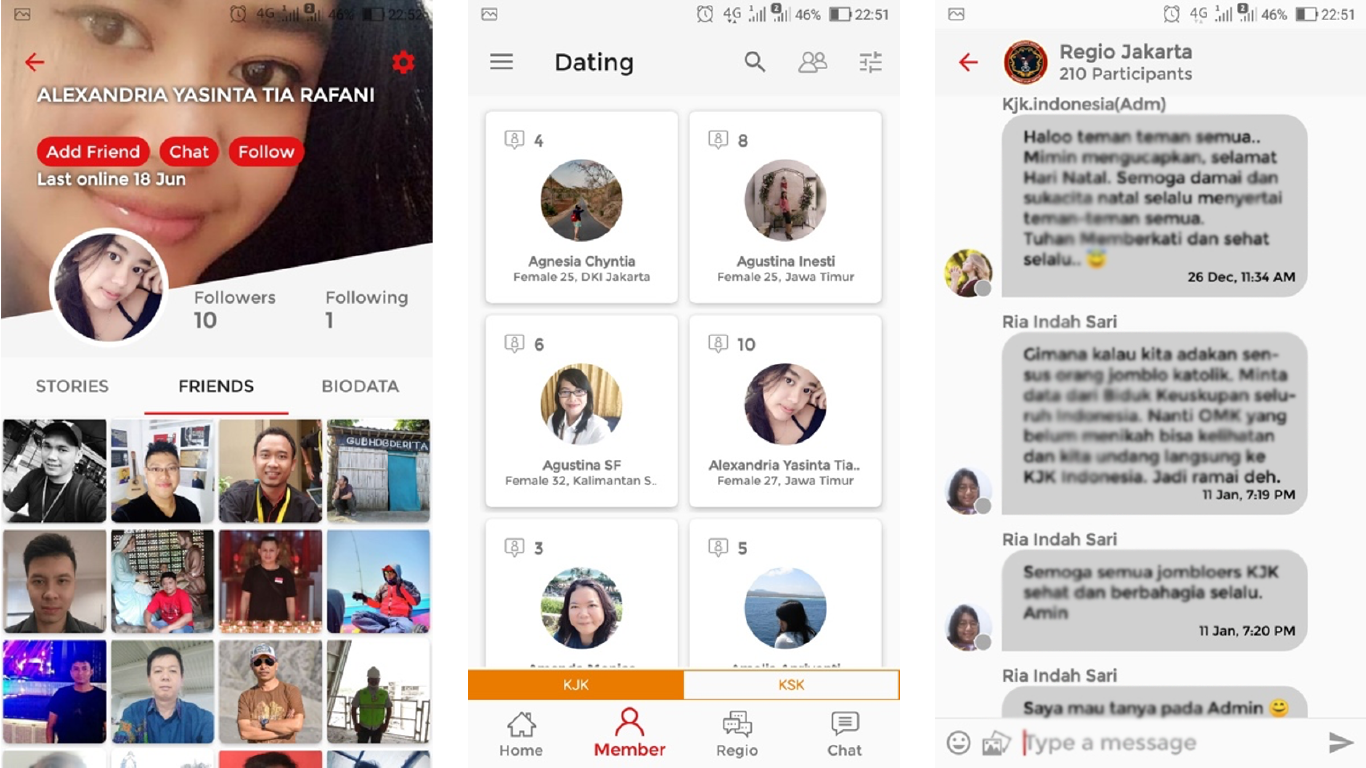 4G 46% 22:52
ALEXANDRIA YASINTA TIA RAFANI
Add Friend Chat Follow
Last online 18 Jun
Followers Following
10 1
STORIES FRIENDS BIODATA
GUBHDGDERITA
4G 2 46% 22:51
Dating
4 8
Agnesia Chyntia Agustina Inesti
Female 25, DKI Jakarta Female 25, Jawa Timur
6 10
Agustina SF Alexandria Yasinta Tia..
Female 32, Kalimantan S.. Female 27, Jawa Timur
3 5
KJK KSK
Home Member Regio Chat
4G 2 46% 22:51
Regio Jakarta
210 Participants
Kjk.indonesia(Adm)
Haloo teman teman semua..
Mimin mengucapkan, selamat
Hari Natal. Semoga damai dan
sukacita natal selalu menyertai
teman-teman semua.
Tuhan Memberkati dan sehat
selalu.. 😇
26 Dec, 11:34 AM
Ria Indah Sari
Gimana kalau kita adakan sen-
sus orang jomblo katolik. Minta
data dari Biduk Keuskupan selu-
ruh Indonesia. Nanti OMK yang
belum menikah bisa kelihatan
dan kita undang langsung ke
KJK Indonesia. Jadi ramai deh.
11 Jan, 7:19 PM
Ria Indah Sari
Semoga semua jombloers KJK
sehat dan berbahagia selalu.
Amin
11 Jan, 7:20 PM
Ria Indah Sari
Saya mau tanya pada Admin 😊
Type a message